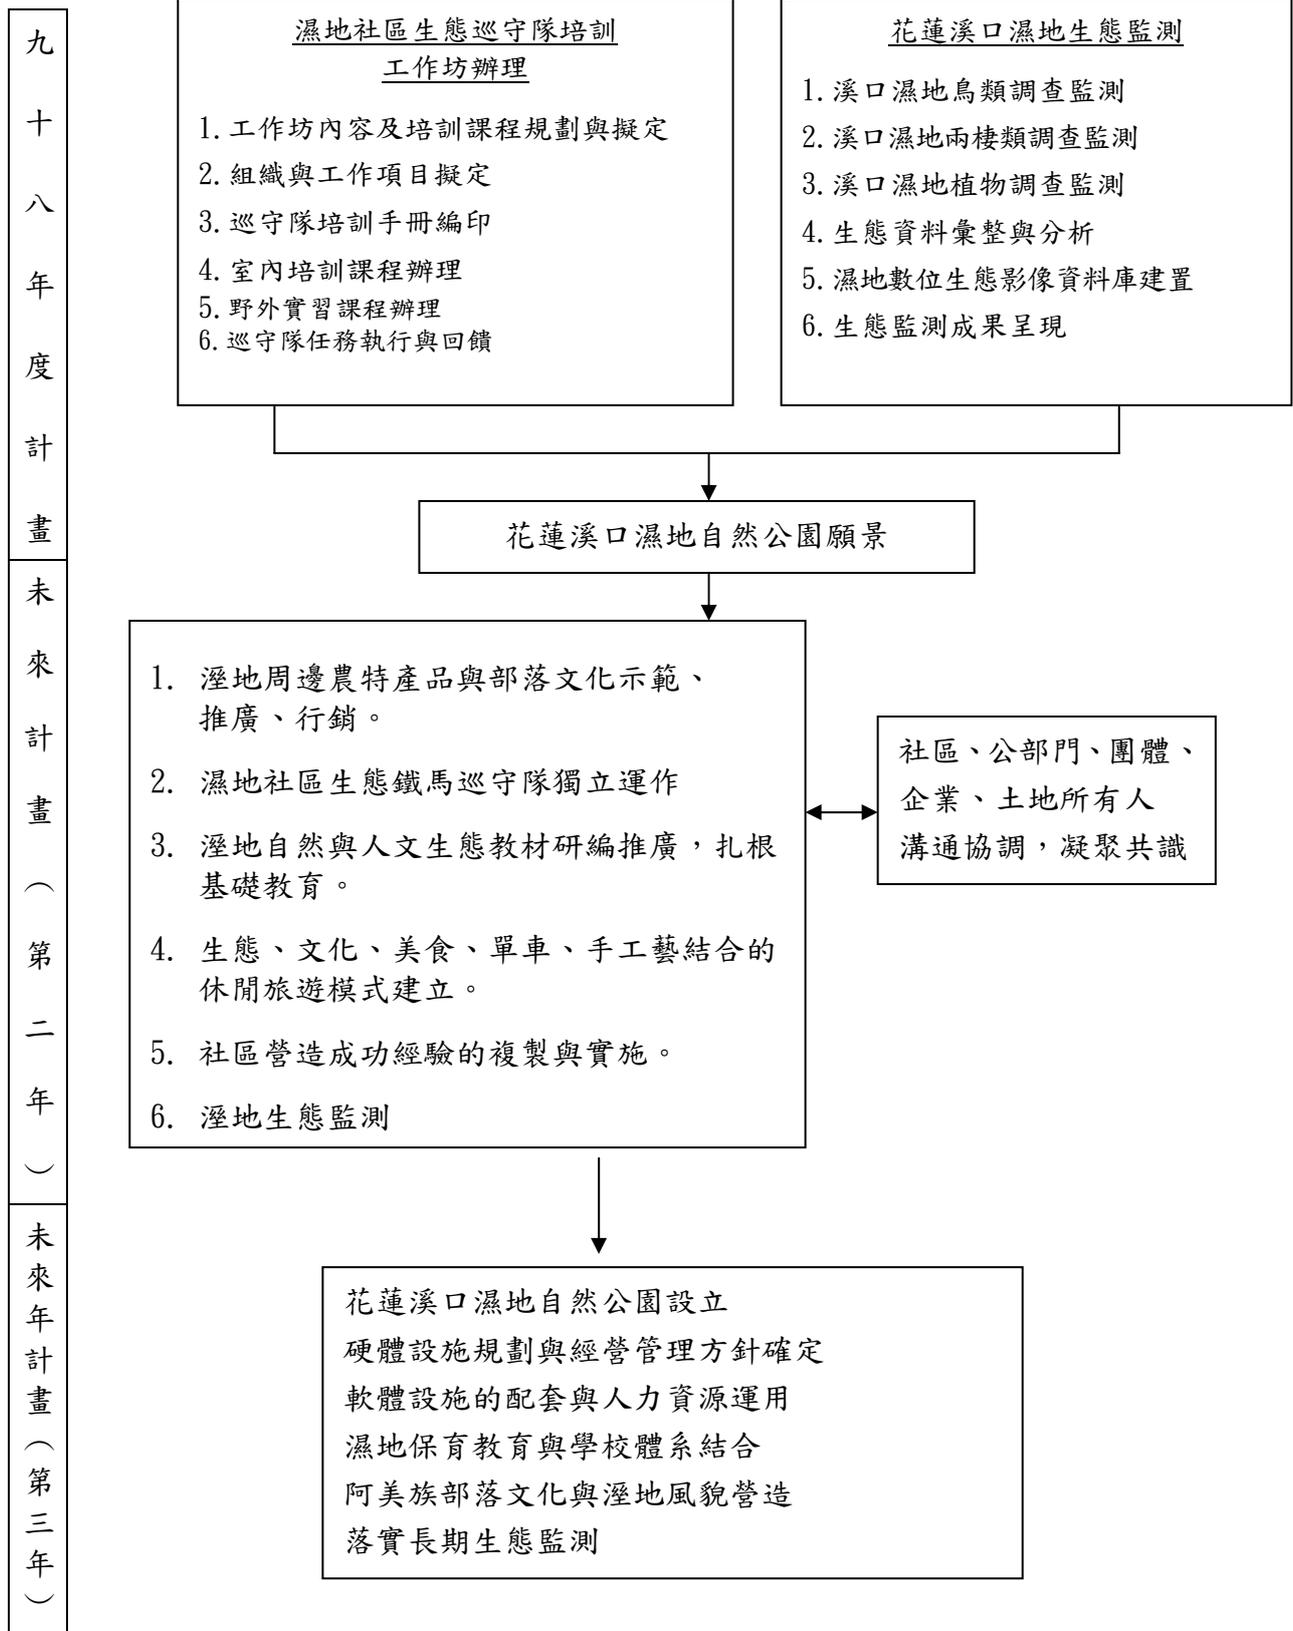 九十八年度計畫
濕地社區生態巡守隊培訓
工作坊辦理
1.工作坊內容及培訓課程規劃與擬定
2.組織與工作項目擬定
3.巡守隊培訓手冊編印
4.室內培訓課程辦理
5.野外實習課程辦理
6.巡守隊任務執行與回饋
花蓮溪口濕地生態監測
1.溪口濕地鳥類調查監測
2.溪口濕地兩棲類調查監測
3.溪口濕地植物調查監測
4.生態資料彙整與分析
5.濕地數位生態影像資料庫建置
6.生態監測成果呈現
花蓮溪口濕地自然公園願景
未來計畫（第二年）
1. 溼地周邊農特產品與部落文化示範、
推廣、行銷。
2. 濕地社區生態鐵馬巡守隊獨立運作
3. 溼地自然與人文生態教材研編推廣，扎根
基礎教育。
4. 生態、文化、美食、單車、手工藝結合的
休閒旅遊模式建立。
5. 社區營造成功經驗的複製與實施。
6. 溼地生態監測
社區、公部門、團體、
企業、土地所有人
溝通協調，凝聚共識
未來年計畫（第三年）
花蓮溪口濕地自然公園設立
硬體設施規劃與經營管理方針確定
軟體設施的配套與人力資源運用
濕地保育教育與學校體系結合
阿美族部落文化與溼地風貌營造
落實長期生態監測